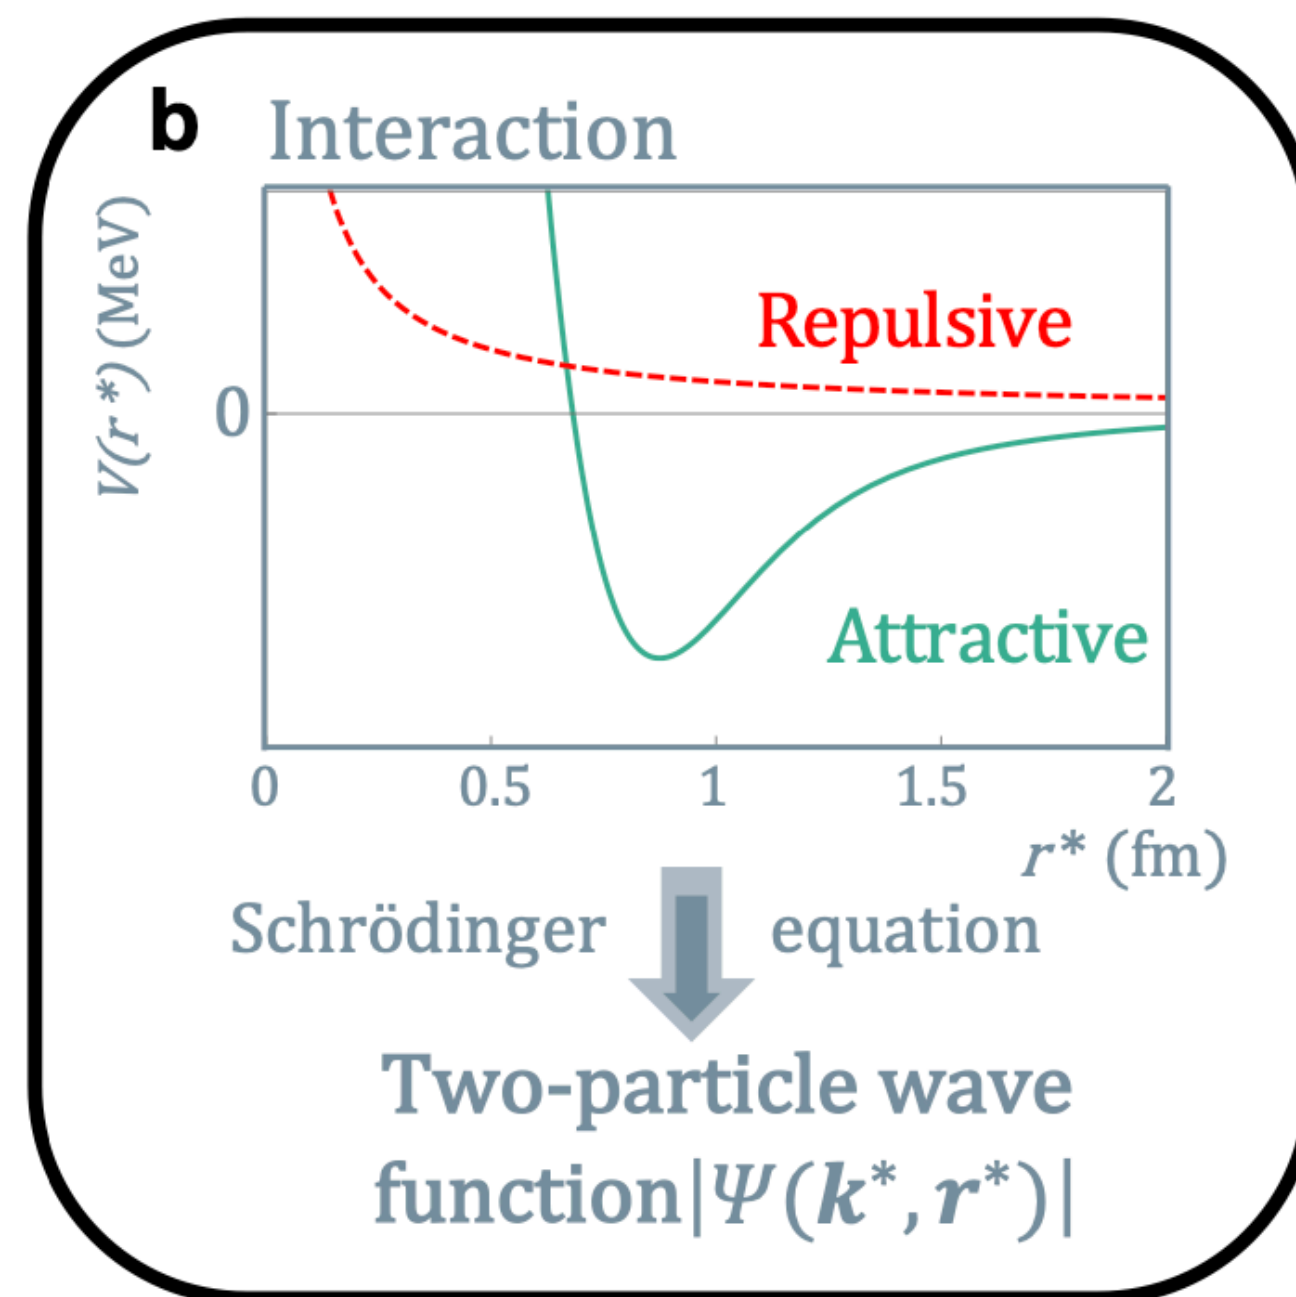 b Interaction
V(r*) (MeV)
Repulsive
0
Attractive
0 0.5 1 1.5 2
r* (fm)
Schrödinger equation
Two-particle wave
function|Ψ(k*, r*)|